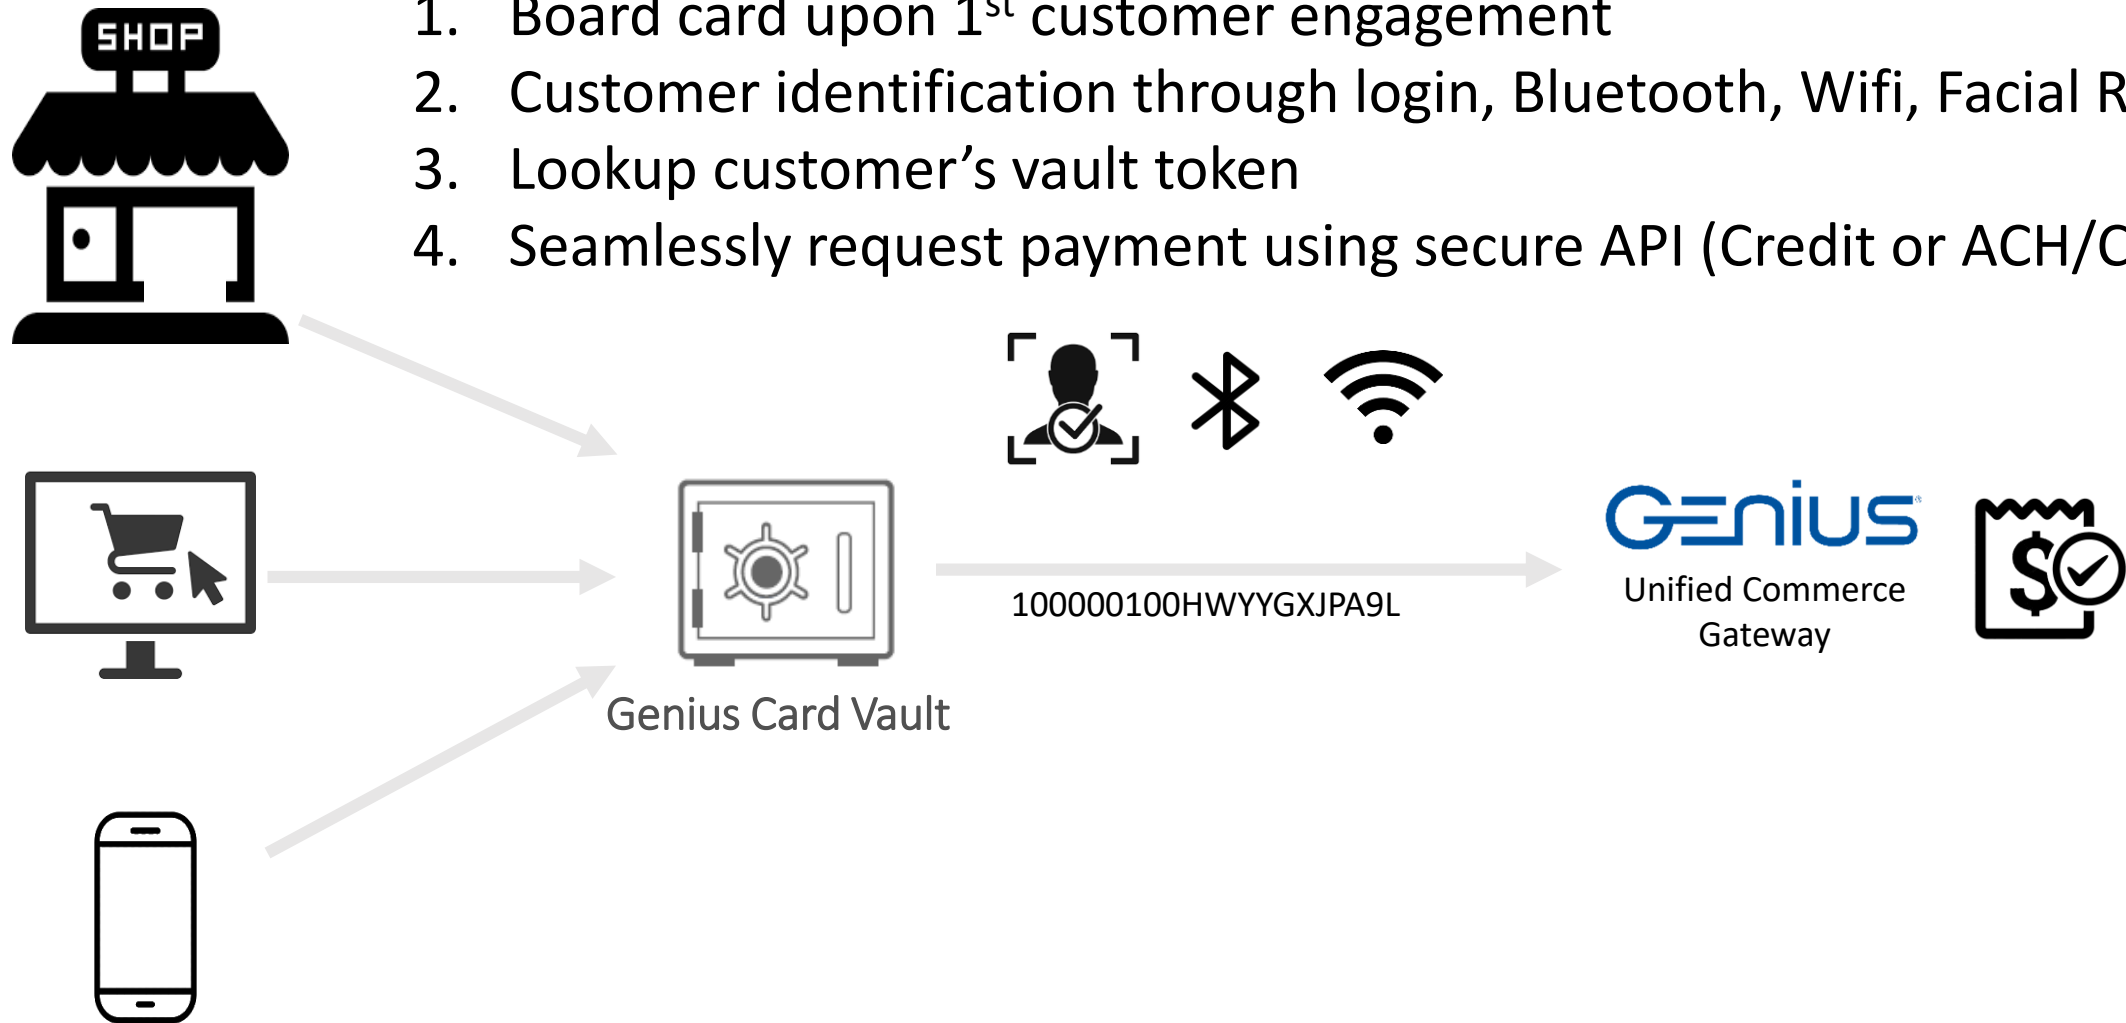 SHOP
1. Board card upon 1st customer engagement
2. Customer identification through login, Bluetooth, Wifi, Facial
3. Lookup customer’s vault token
4. Seamlessly request payment using secure API (Credit or ACH/
100000100HWYYGXJPA9L
Genius
Unified Commerce
Gateway
$
Genius Card Vault